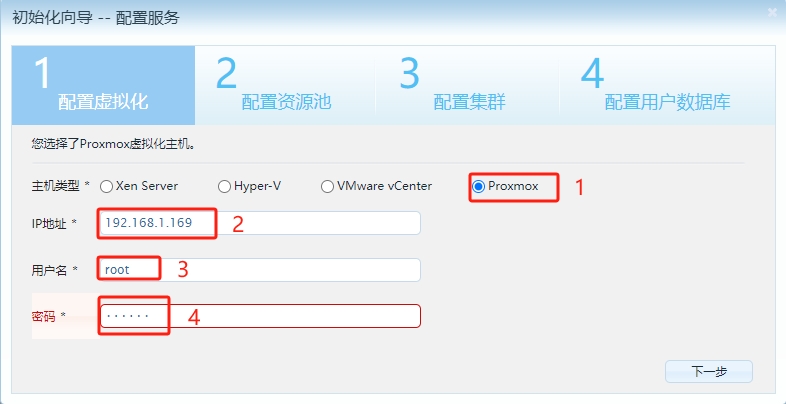 初始化向导 -- 配置服务
1 配置虚拟化 2 配置资源池 3 配置集群 4 配置用户数据库
您选择了Proxmox虚拟化主机。
主机类型 * Xen Server Hyper-V VMware vCenter Proxmox 1
IP地址 * 192.168.1.169 2
用户名 * root 3
密码 * ······ 4
下一步